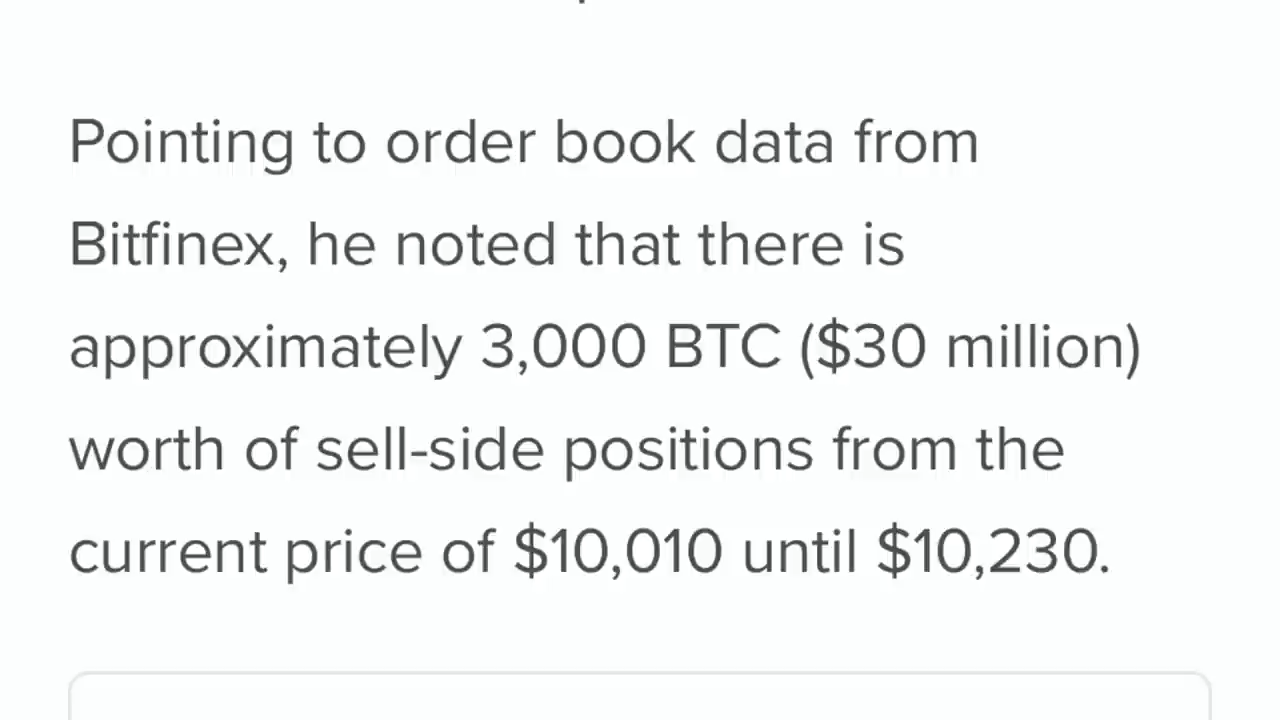 Pointing to order book data from
Bitfinex, he noted that there is
approximately 3,000 BTC ($30 million)
worth of sell-side positions from the
current price of $10,010 until $10,230.